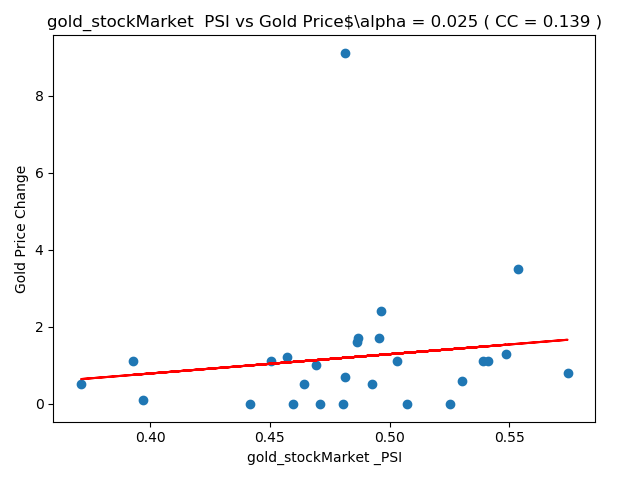 gold_stockMarket  PSI vs Gold Price$\alpha = 0.025 ( CC = 0.139 )
Gold Price Change
8
6
4
2
0
0.40 0.45 0.50 0.55
gold_stockMarket _PSI